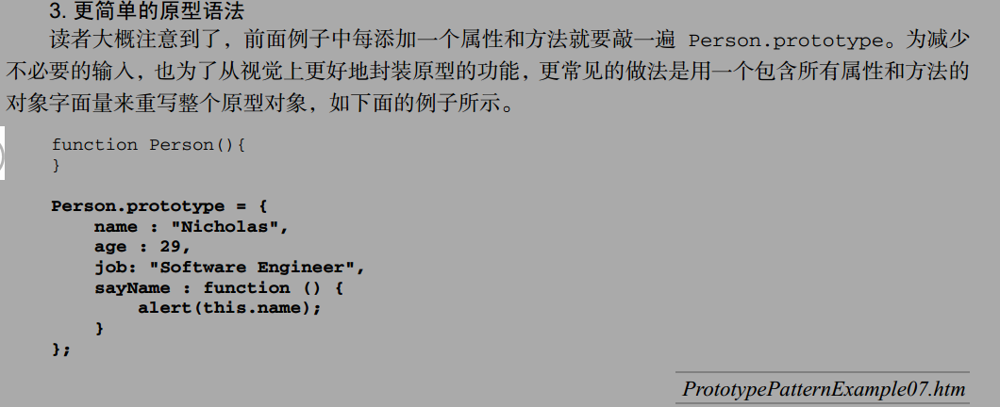 3. 更简单的原型语法
读者大概注意到了，前面例子中每添加一个属性和方法就要敲一遍 Person.prototype。为减少
不必要的输入，也为了从视觉上更好地封装原型的功能，更常见的做法是用一个包含所有属性和方法的
对象字面量来重写整个原型对象，如下面的例子所示。
function Person(){
}
Person.prototype = {
    name : "Nicholas",
    age : 29,
    job: "Software Engineer",
    sayName : function () {
        alert(this.name);
    }
};
PrototypePatternExample07.htm